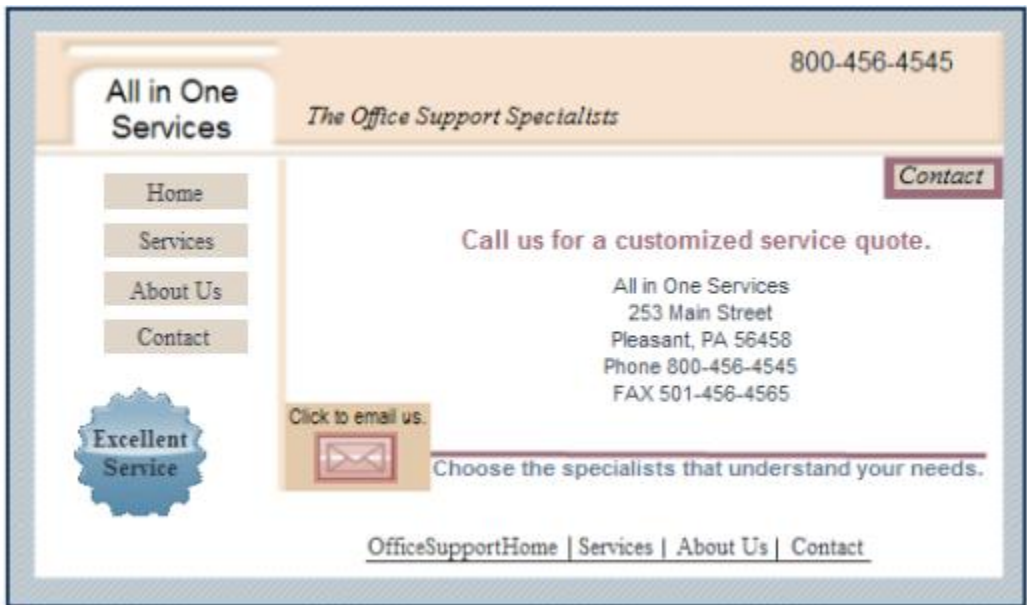 800-456-4545
All in One
Services
The Office Support Specialists
Contact
Home
Services
About Us
Contact
Call us for a customized service quote.
All in One Services
253 Main Street
Pleasant, PA 56458
Phone 800-456-4545
FAX 501-456-4565
Excellent
Service
Click to email us.
Choose the specialists that understand your needs.
OfficeSupportHome | Services | About Us | Contact